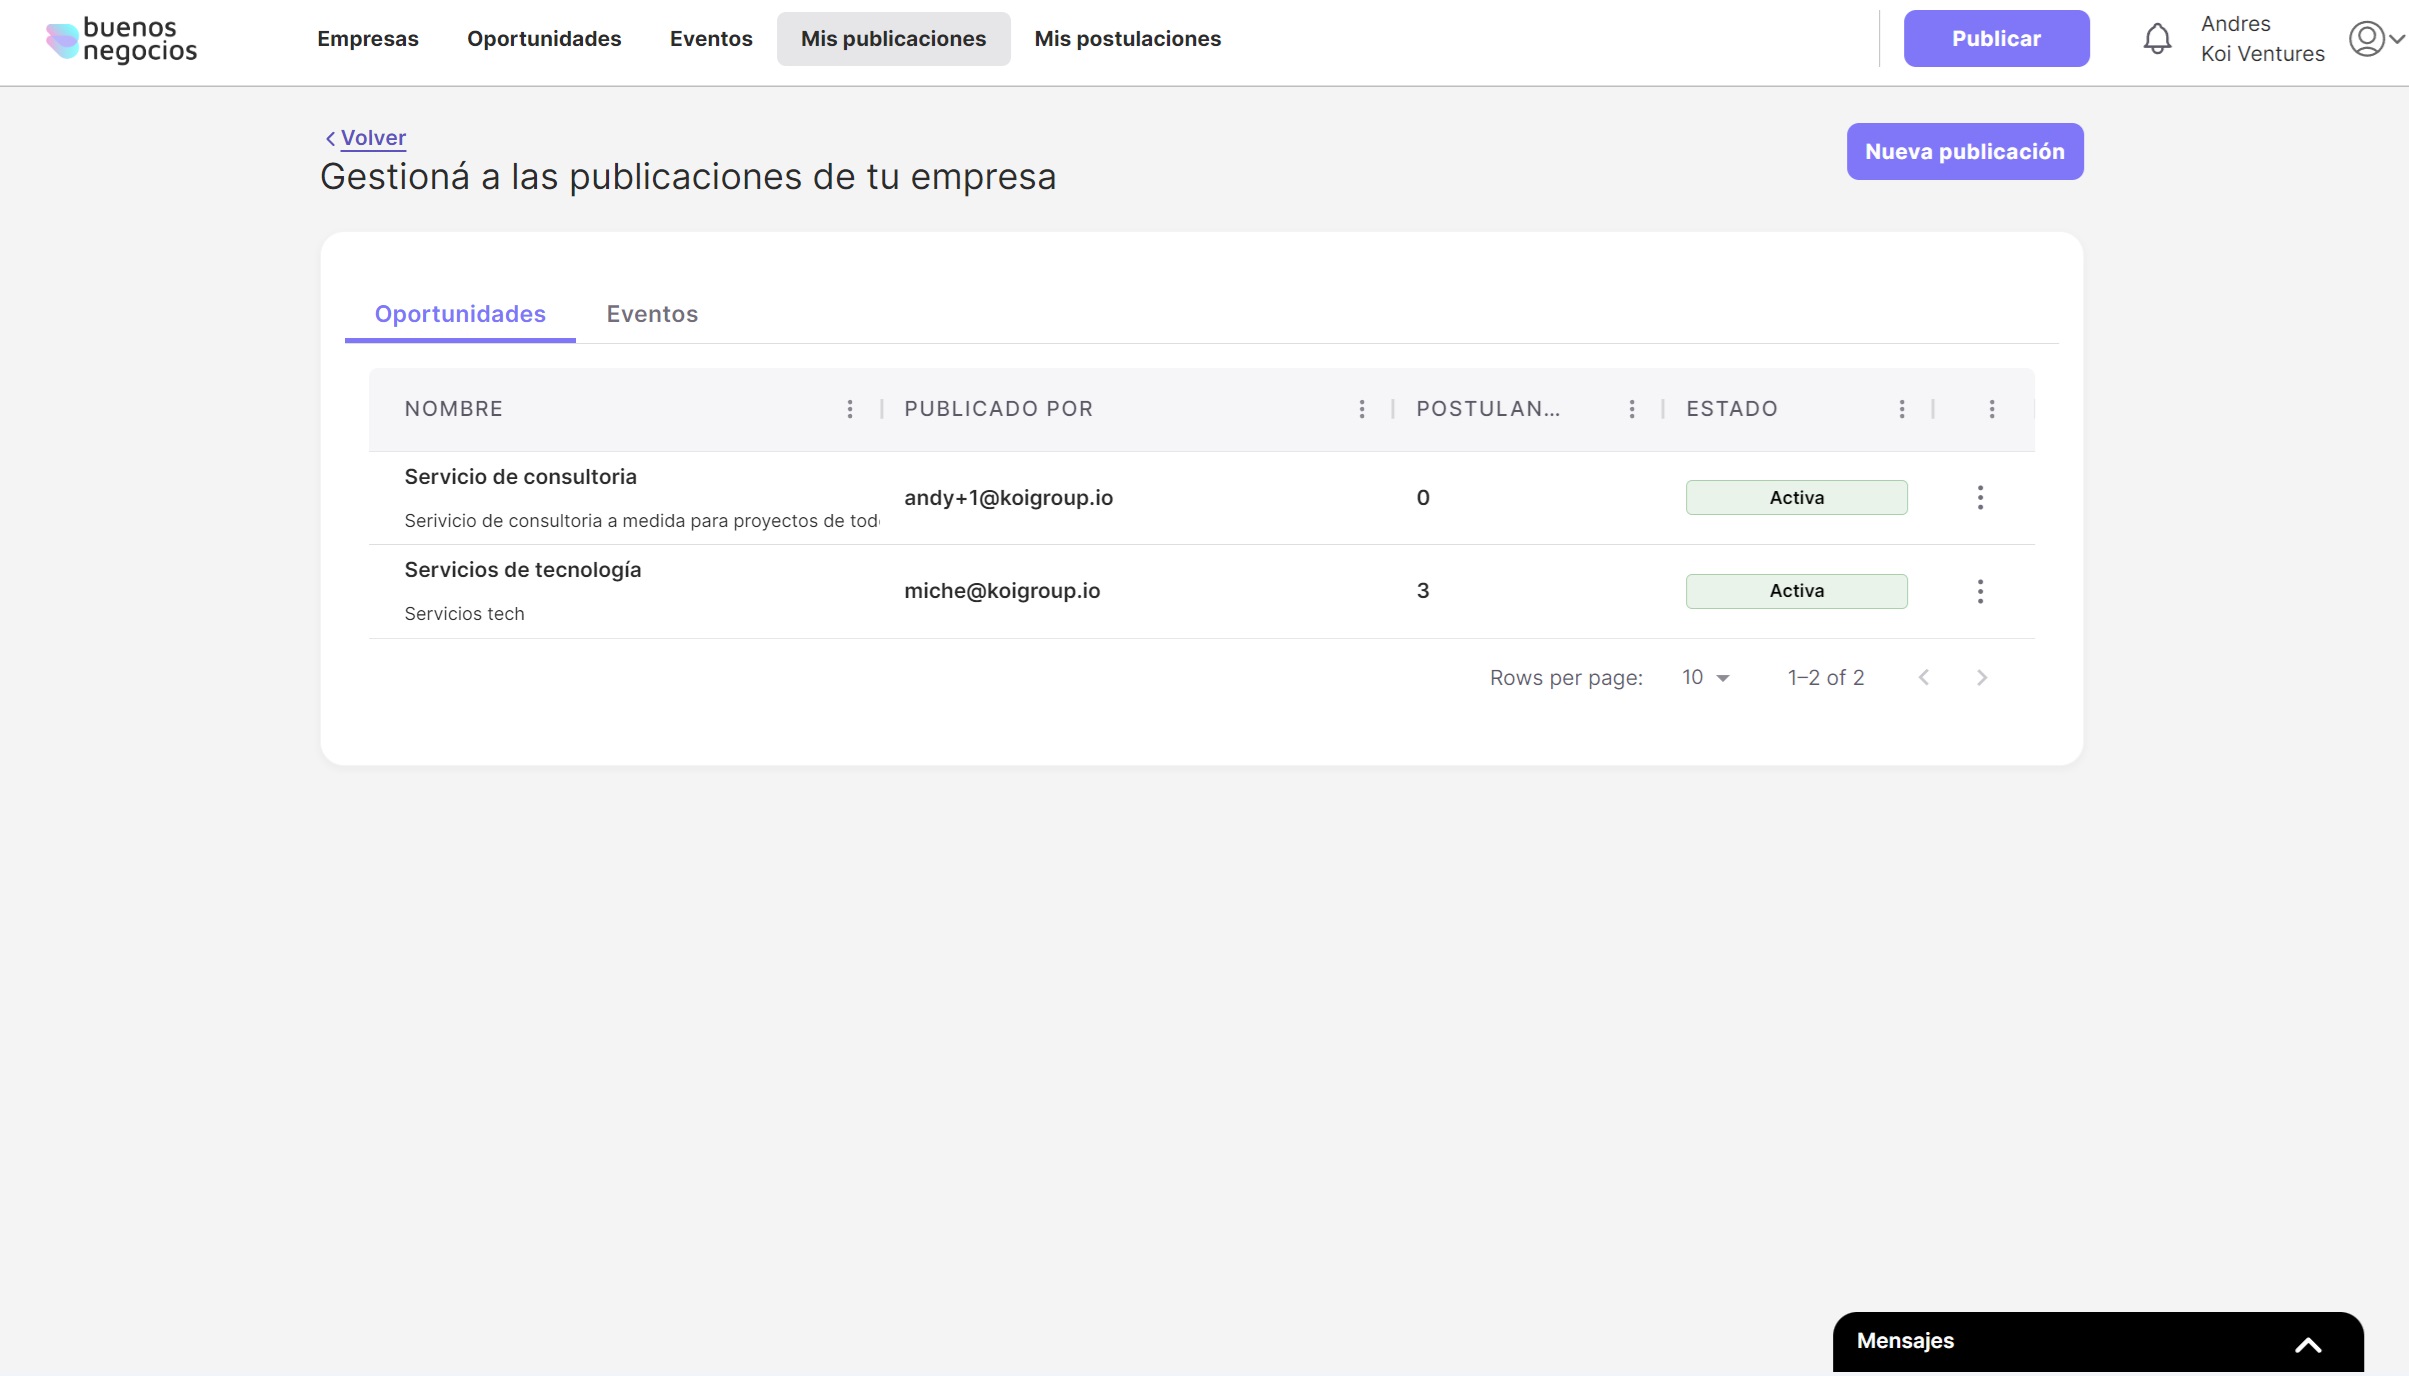 buenos
negocios
Empresas
Oportunidades
Eventos
Mis publicaciones
Mis postulaciones
Publicar
Andres
Koi Ventures
Volver
Gestioná a las publicaciones de tu empresa
Nueva publicación
Oportunidades
Eventos
NOMBRE
PUBLICADO POR
POSTULAN...
ESTADO
Servicio de consultoria
Serivicio de consultoria a medida para proyectos de tod
andy+1@koigroup.io
0
Activa
Servicios de tecnología
Servicios tech
miche@koigroup.io
3
Activa
Rows per page:
10
1–2 of 2
Mensajes